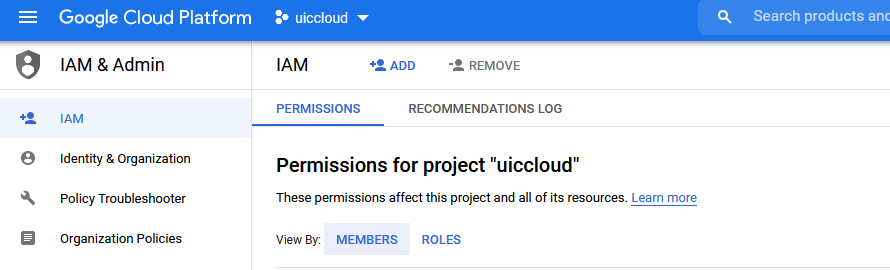 Google Cloud Platform uiccloud Search products and
IAM & Admin IAM ADD REMOVE
PERMISSIONS RECOMMENDATIONS LOG
IAM
Identity & Organization
Permissions for project "uiccloud"
Policy Troubleshooter These permissions affect this project and all of its resources. Learn more
Organization Policies View By: MEMBERS ROLES